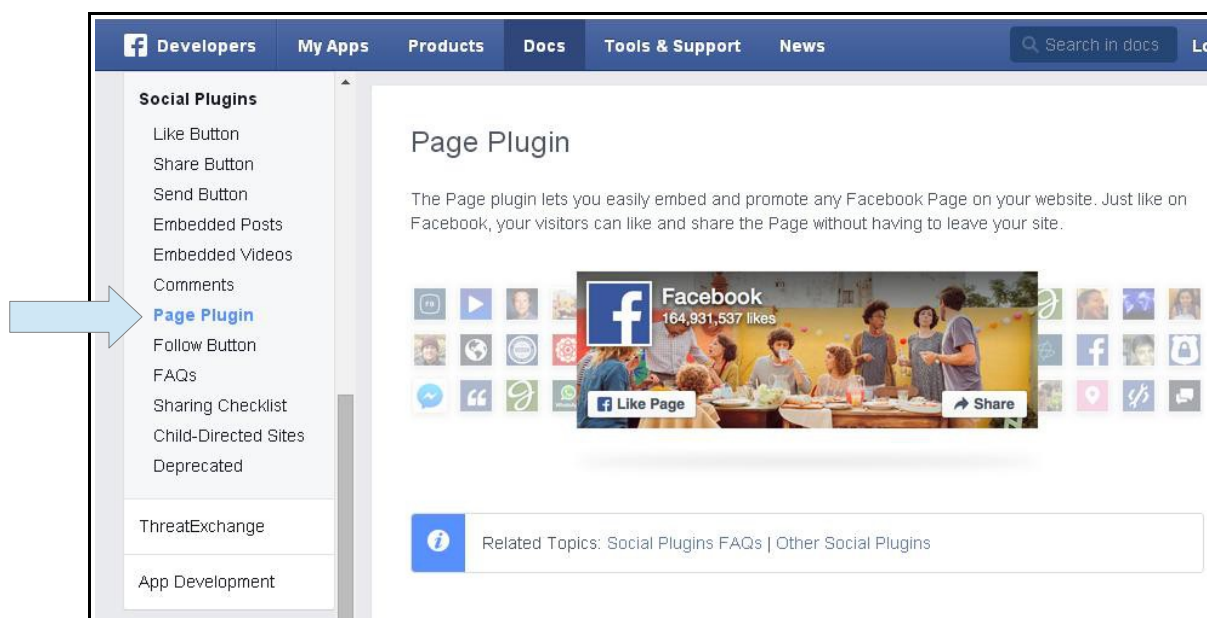 Developers
My Apps
Products
Docs
Tools & Support
News
Search in docs
Social Plugins
Like Button
Share Button
Send Button
Embedded Posts
Embedded Videos
Comments
Page Plugin
Follow Button
FAQs
Sharing Checklist
Child-Directed Sites
Deprecated
ThreatExchange
App Development
Page Plugin
The Page plugin lets you easily embed and promote any Facebook Page on your website. Just like on
Facebook, your visitors can like and share the Page without having to leave your site.
Facebook
164,931,537 likes
Like Page
Share
Related Topics: Social Plugins FAQs | Other Social Plugins